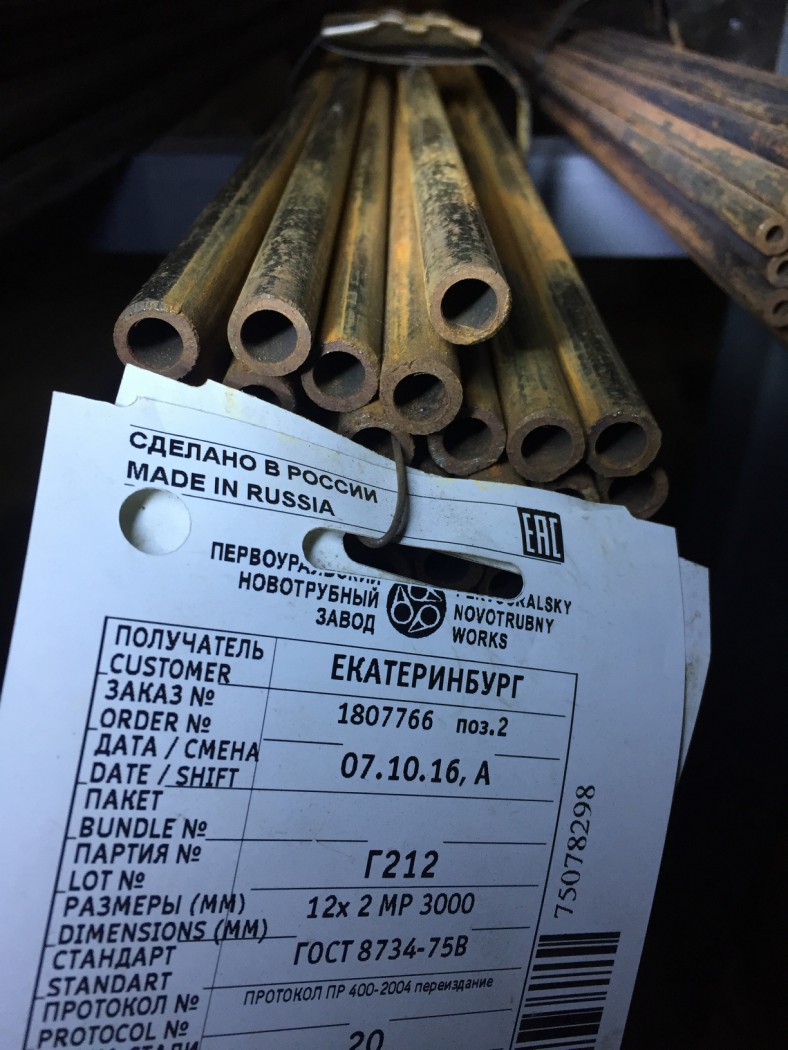 СДЕЛАНО В РОССИИ
MADE IN RUSSIA
EAC
ПЕРВОУРАЛЬСКИЙ
НОВОТРУБНЫЙ
ЗАВОД
PERVOURALSKY
NOVOTRUBNY
WORKS
ПОЛУЧАТЕЛЬ
CUSTOMER
ЕКАТЕРИНБУРГ
ЗАКАЗ №
ORDER №
1807766 поз.2
ДАТА / СМЕНА
DATE / SHIFT
07.10.16, А
ПАКЕТ
BUNDLE №
ПАРТИЯ №
LOT №
Г212
РАЗМЕРЫ (ММ)
DIMENSIONS (MM)
12х 2 МР 3000
СТАНДАРТ
STANDART
ГОСТ 8734-75В
ПРОТОКОЛ №
PROTOCOL №
ПРОТОКОЛ ПР 400-2004 переиздание
СТАЛИ
20
75078298